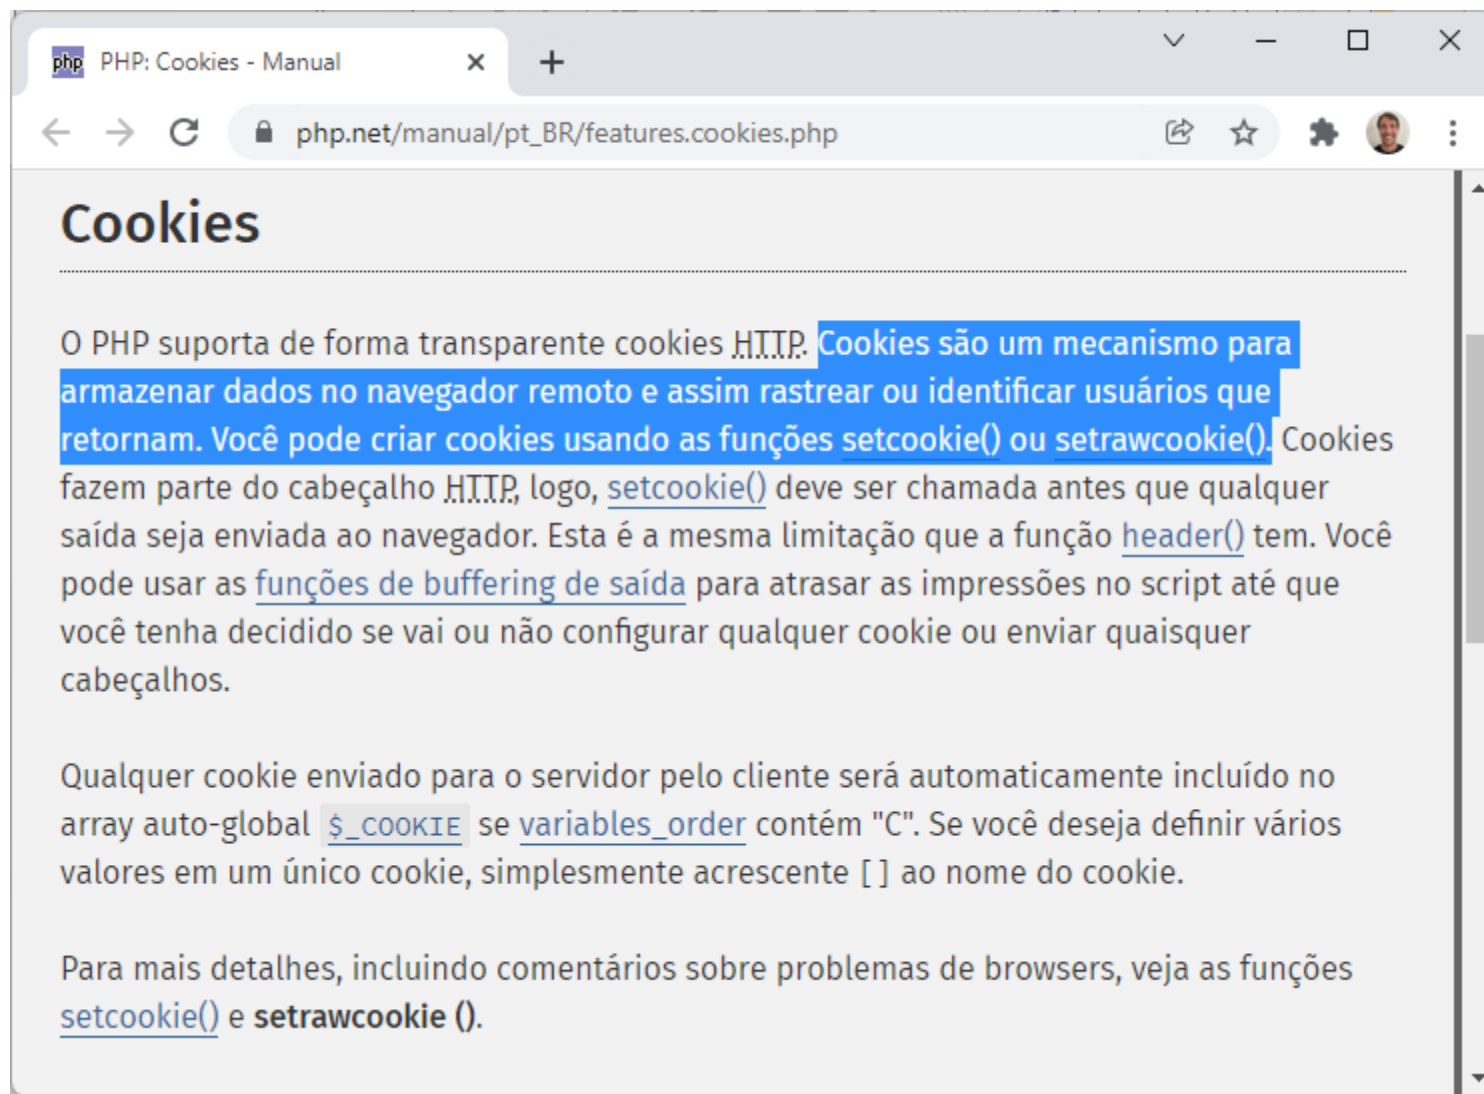 php PHP: Cookies - Manual
php.net/manual/pt_BR/features.cookies.php
Cookies
O PHP suporta de forma transparente cookies HTTP. Cookies são um mecanismo para
armazenar dados no navegador remoto e assim rastrear ou identificar usuários que
retornam. Você pode criar cookies usando as funções setcookie() ou setrawcookie(). Cookies
fazem parte do cabeçalho HTTP, logo, setcookie() deve ser chamada antes que qualquer
saída seja enviada ao navegador. Esta é a mesma limitação que a função header() tem. Você
pode usar as funções de buffering de saída para atrasar as impressões no script até que
você tenha decidido se vai ou não configurar qualquer cookie ou enviar quaisquer
cabeçalhos.
Qualquer cookie enviado para o servidor pelo cliente será automaticamente incluído no
array auto-global $_COOKIE se variables_order contém "C". Se você deseja definir vários
valores em um único cookie, simplesmente acrescente [] ao nome do cookie.
Para mais detalhes, incluindo comentários sobre problemas de browsers, veja as funções
setcookie() e setrawcookie ().